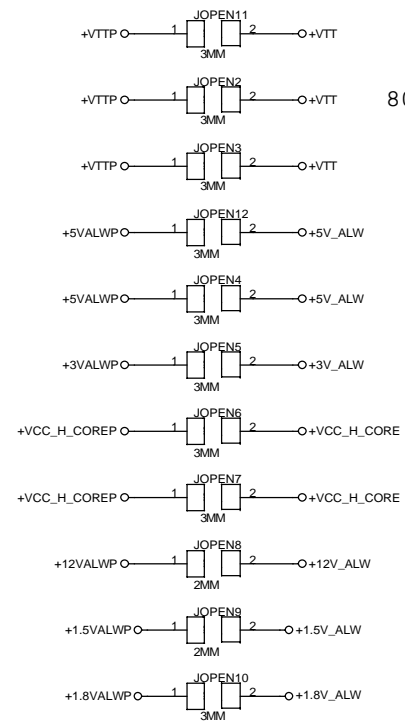 JOPEN11
+VTTP 1 2 +VTT
3MM
JOPEN2
+VTTP 1 2 +VTT 80
3MM
JOPEN3
+VTTP 1 2 +VTT
3MM
JOPEN12
+5VALWP 1 2 +5V_ALW
3MM
JOPEN4
+5VALWP 1 2 +5V_ALW
3MM
JOPEN5
+3VALWP 1 2 +3V_ALW
3MM
JOPEN6
+VCC_H_COREP 1 2 +VCC_H_CORE
3MM
JOPEN7
+VCC_H_COREP 1 2 +VCC_H_CORE
3MM
JOPEN8
+12VALWP 1 2 +12V_ALW
2MM
JOPEN9
+1.5VALWP 1 2 +1.5V_ALW
2MM
JOPEN10
+1.8VALWP 1 2 +1.8V_ALW
3MM